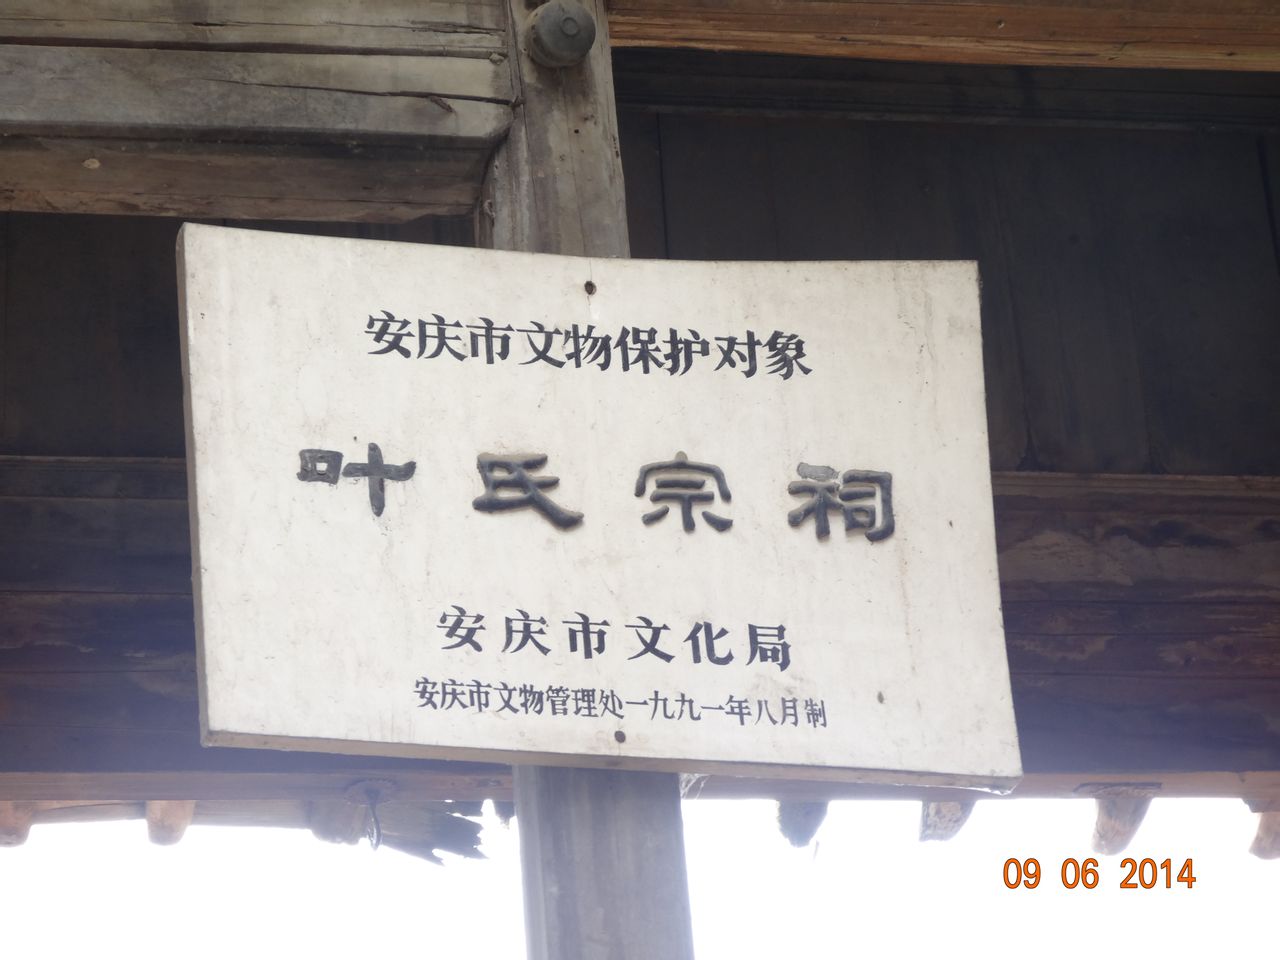 安庆市文物保护对象
叶氏宗祠
安庆市文化局
安庆市文物管理处一九九一年八月制
09 06 2014